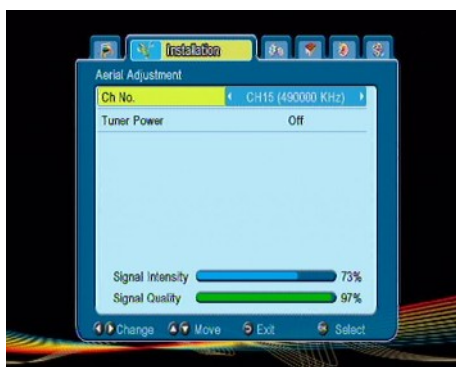 Installation
Aerial Adjustment
Ch No. CH15 (490000 KHz)
Tuner Power Off
Signal Intensity 73%
Signal Quality 97%
Change Move Exit Select